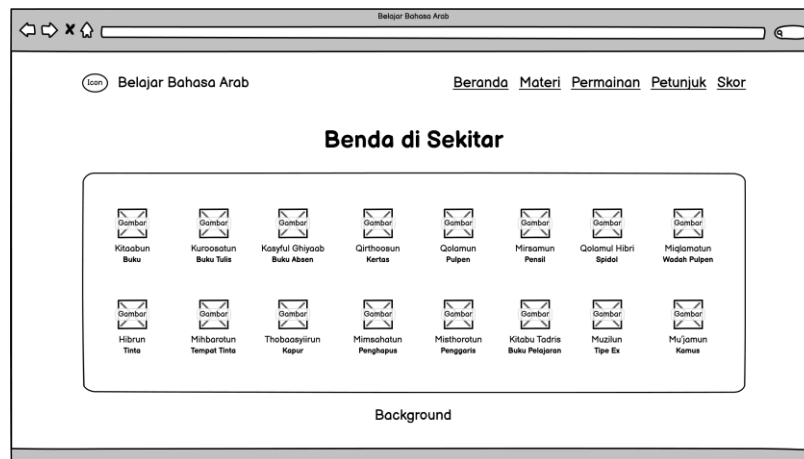 Belajar Bahasa Arab
Icon Belajar Bahasa Arab Beranda Materi Permainan Petunjuk Skor
Benda di Sekitar
Gambar Gambar Gambar Gambar Gambar Gambar Gambar Gambar
Kitaabun Kuroosatun Kasyful Ghiyaab Qirthoosun Qolamun Mirsamun Qolamul Hibri Miqlamatun
Buku Buku Tulis Buku Absen Kertas Pulpen Pensil Spidol Wadah Pulpen
Gambar Gambar Gambar Gambar Gambar Gambar Gambar Gambar
Hibrun Mihbarotun Thobaasyiirun Mimsahatun Misthorotun Kitabu Tadris Muzilun Mu'jamun
Tinta Tempat Tinta Kapur Penghapus Penggaris Buku Pelajaran Tipe Ex Kamus
Background